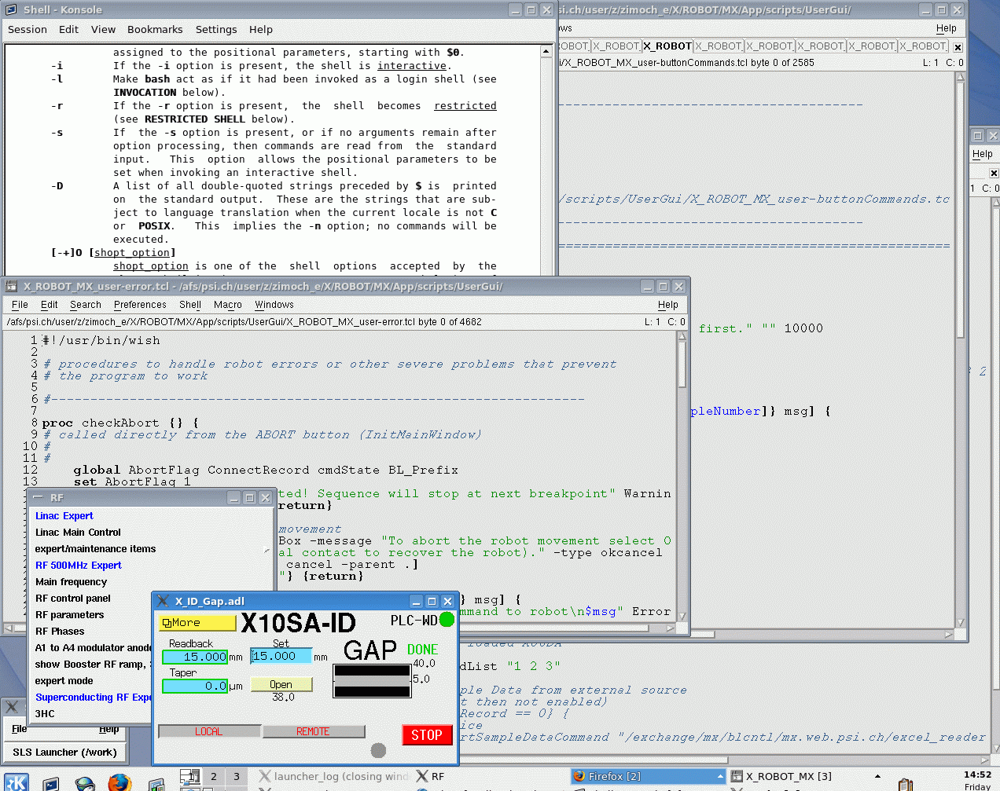 Shell - Konsole
Session Edit View Bookmarks Settings Help
assigned to the positional parameters, starting with $0.
-i If the -i option is present, the shell is interactive.
-l Make bash act as if it had been invoked as a login shell (see
INVOCATION below).
-r If the -r option is present, the shell becomes restricted
(see RESTRICTED SHELL below).
-s If the -s option is present, or if no arguments remain after
option processing, then commands are read from the standard
input. This option allows the positional parameters to be
set when invoking an interactive shell.
-D A list of all double-quoted strings preceded by $ is printed
on the standard output. These are the strings that are sub-
ject to language translation when the current locale is not C
or POSIX. This implies the -n option; no commands will be
executed.
[-+]O [shopt_option]
shopt_option is one of the shell options accepted by the
si.ch/user/z/zimoch_e/X/ROBOT/MX/App/scripts/UserGui/
ws Help
OBOT_ X_ROBOT_ X_ROBOT X_ROBOT_ X_ROBOT_ X_ROBOT_ X_ROBOT_ X_ROBOT_
i/X_ROBOT_MX_user-buttonCommands.tcl byte 0 of 2585 L: 1 C: 0
--------------------------------------
/scripts/UserGui/X_ROBOT_MX_user-buttonCommands.tc
--------------------------------------
==================================================
first." "" 10000
pleNumber]} msg] {
Help
1 C: 0
2
X_ROBOT_MX_user-error.tcl - /afs/psi.ch/user/z/zimoch_e/X/ROBOT/MX/App/scripts/UserGui/
File Edit Search Preferences Shell Macro Windows Help
/afs/psi.ch/user/z/zimoch_e/X/ROBOT/MX/App/scripts/UserGui/X_ROBOT_MX_user-error.tcl byte 0 of 4682 L: 1 C: 0
1 #!/usr/bin/wish
2
3 # procedures to handle robot errors or other severe problems that prevent
4 # the program to work
5
6 #--------------------------------------------------------------------
7
8 proc checkAbort {} {
9 # called directly from the ABORT button (InitMainWindow)
10 #
11 #
12 global AbortFlag ConnectRecord cmdState BL_Prefix
13 set AbortFlag 1
ted! Sequence will stop at next breakpoint" Warnin
return}
movement
Box -message "To abort the robot movement select O
al contact to recover the robot)." -type okcancel
cancel -parent .]
"} {return}
} msg] {
mmand to robot\n$msg" Error
RF
Linac Expert
Linac Main Control
expert/maintenance items
RF 500MHz Expert
Main frequency
RF control panel
RF parameters
RF Phases
A1 to A4 modulator anode
show Booster RF ramp,
expert mode
Superconducting RF Expe
3HC
X_ID_Gap.adl
More X10SA-ID PLC-WD
Readback Set GAP DONE
15.000 mm 15.000 mm 40.0
Taper 5.0
0.0 µm Open
38.0
LOCAL REMOTE STOP
dList "1 2 3"
ple Data from external source
t then not enabled)
Record == 0} {
ice
rtSampleDataCommand "/exchange/mx/blcntl/mx.web.psi.ch/excel_reader
File Help
SLS Launcher (/work)
1 2 3 launcher_log (closing wind RF Firefox [2] X_ROBOT_MX [3] 14:52
Friday